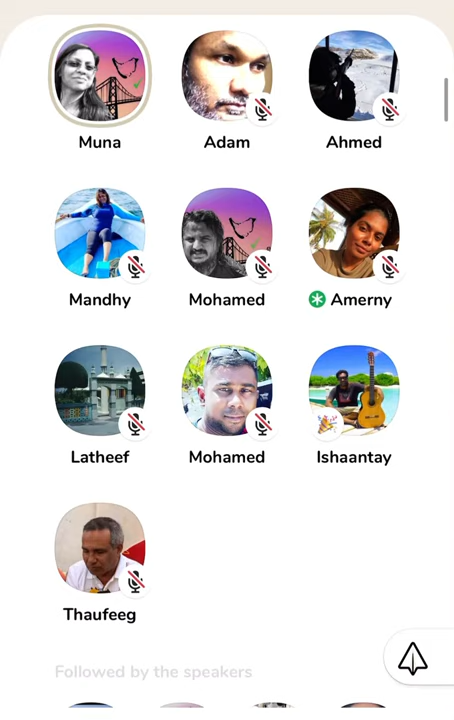 Muna Adam Ahmed
Mandhy Mohamed Amerny
Latheef Mohamed Ishaantay
Thaufeeg
Followed by the speakers